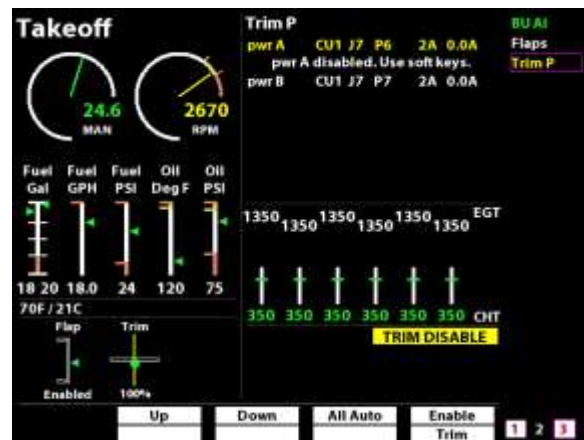 Takeoff
24.6
MAN
2670
RPM
Fuel Fuel Fuel Oil Oil
Gal GPH PSI Deg F PSI
18 20 18.0 24 120 75
70F / 21C
Flap Trim
Enabled 100%
Trim P
pwr A CU1 J7 P6 2A 0.0A
pwr A disabled. Use soft keys.
pwr B CU1 J7 P7 2A 0.0A
1350 1350 1350 1350 1350 1350 EGT
350 350 350 350 350 350 CHT
TRIM DISABLE
BU AI
Flaps
Trim P
Up Down All Auto Enable
Trim
1 2 3